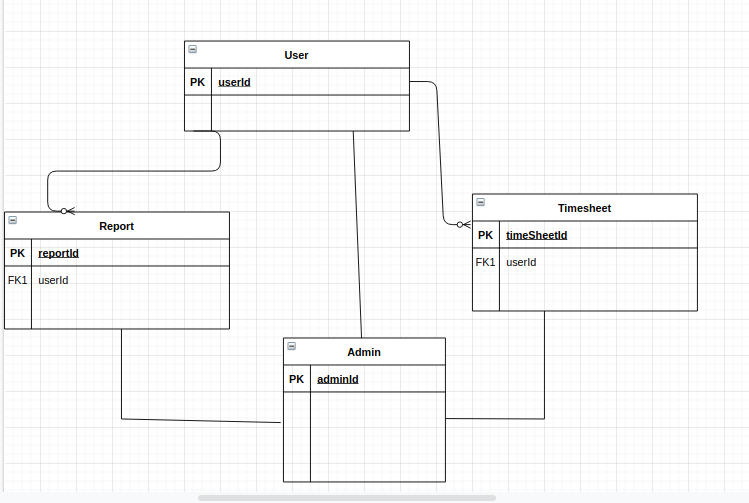 User
PK userId
Report
PK reportId
FK1 userId
Timesheet
PK timeSheetId
FK1 userId
Admin
PK adminId